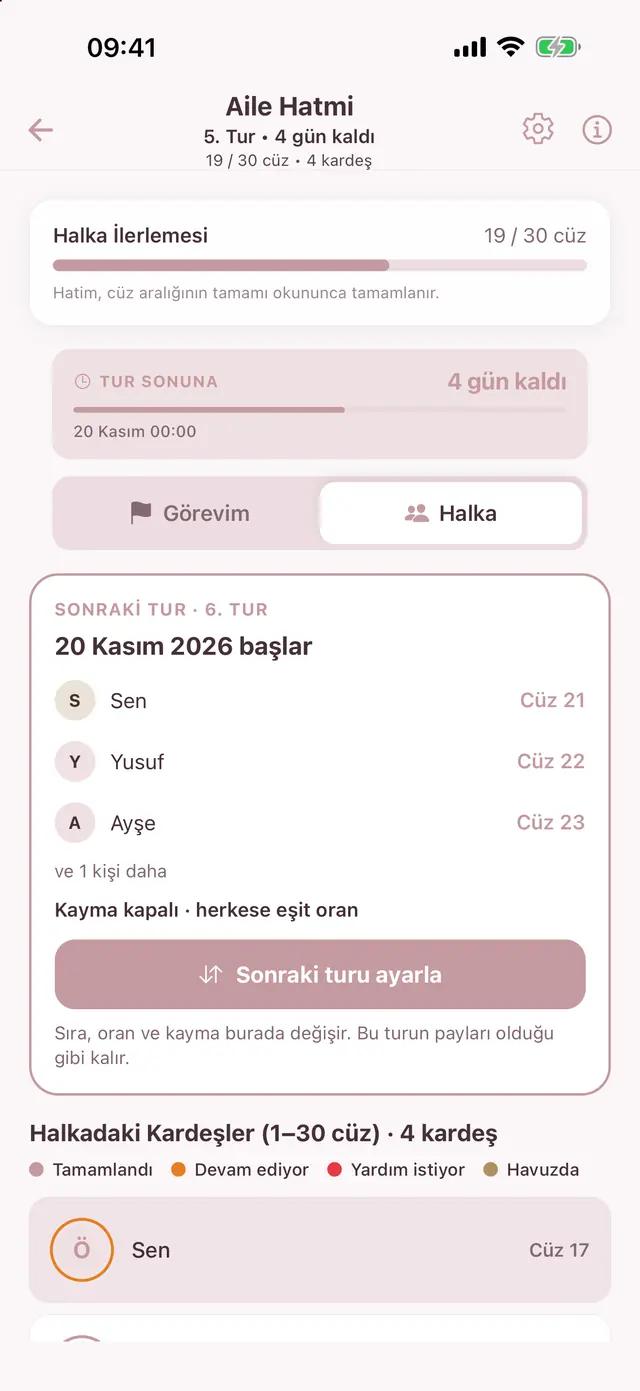 09:41
Aile Hatmi
5. Tur • 4 gün kaldı
19 / 30 cüz • 4 kardeş
Halka İlerlemesi 19 / 30 cüz
Hatim, cüz aralığının tamamı okununca tamamlanır.
TUR SONUNA 4 gün kaldı
20 Kasım 00:00
Görevim Halka
SONRAKİ TUR · 6. TUR
20 Kasım 2026 başlar
S Sen Cüz 21
Y Yusuf Cüz 22
A Ayşe Cüz 23
ve 1 kişi daha
Kayma kapalı · herkese eşit oran
Sonraki turu ayarla
Sıra, oran ve kayma burada değişir. Bu turun payları olduğu
gibi kalır.
Halkadaki Kardeşler (1–30 cüz) · 4 kardeş
Tamamlandı Devam ediyor Yardım istiyor Havuzda
Ö Sen Cüz 17